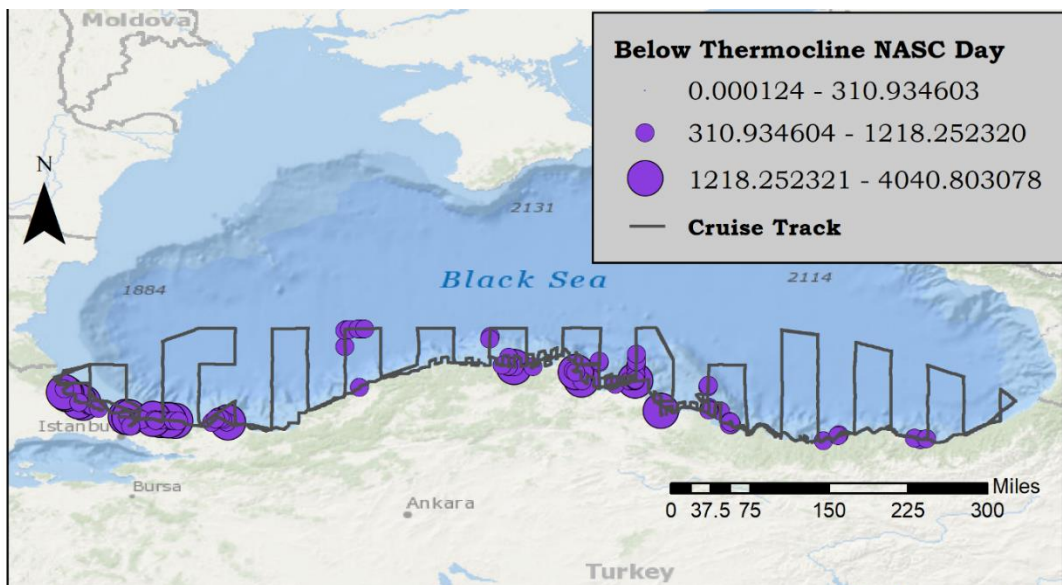 Moldova
Below Thermocline NASC Day
0.000124 - 310.934603
310.934604 - 1218.252320
1218.252321 - 4040.803078
Cruise Track
N
2131
2114
1884
Black Sea
Istanbul
Bursa
Ankara
Miles
0 37.5 75 150 225 300
Turkey